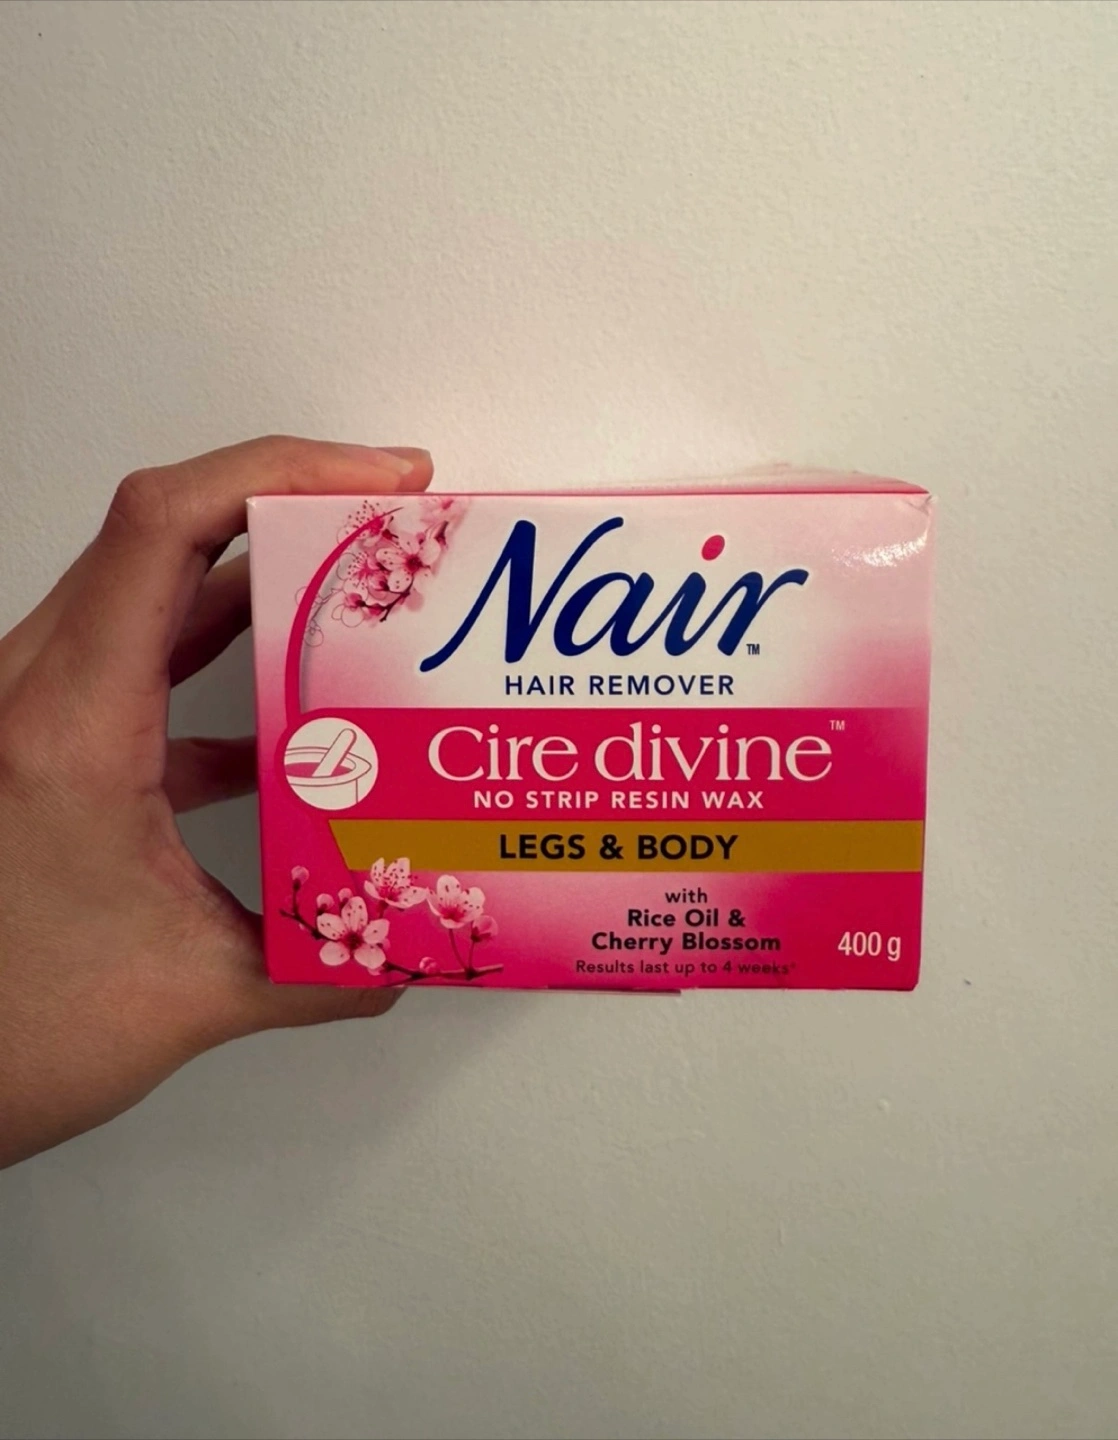 Nair™
HAIR REMOVER
Cire divine™
NO STRIP RESIN WAX
LEGS & BODY
with
Rice Oil &
Cherry Blossom
Results last up to 4 weeks*
400 g